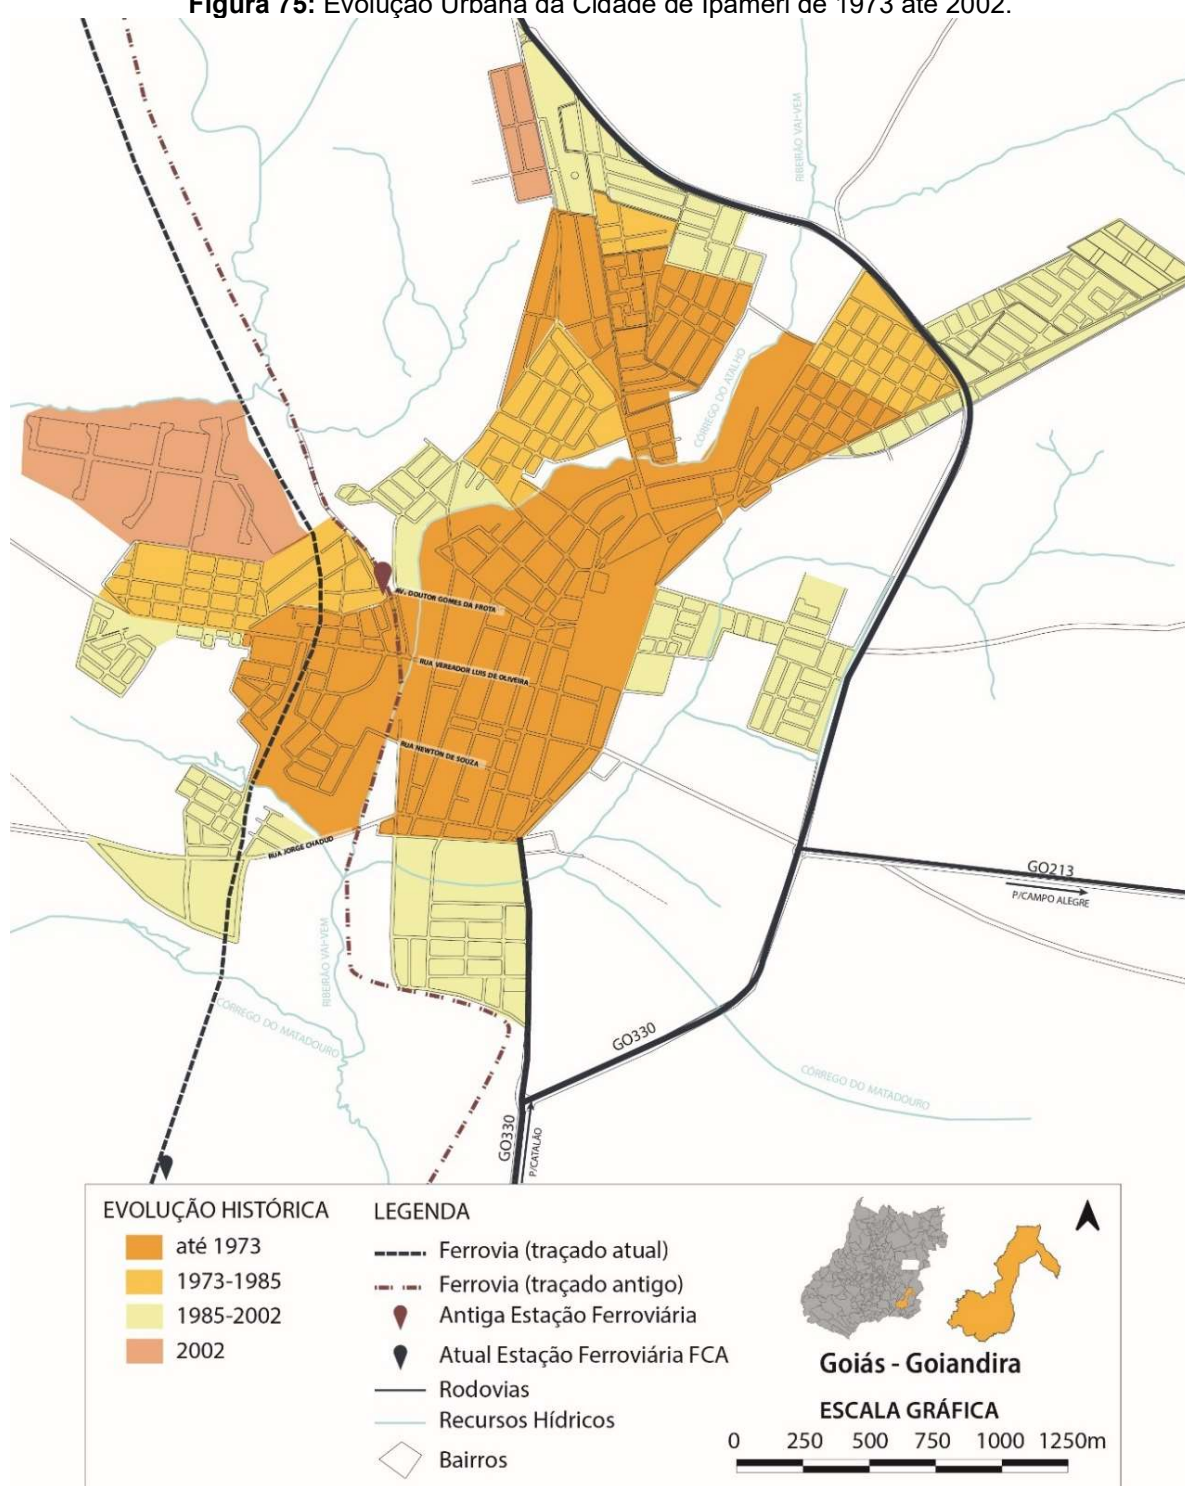 Figura 75: Evolução Urbana da Cidade de Ipameri de 1973 até 2002.
RIBEIRÃO VAI-VEM
CÓRREGO DO ATALHO
AV. DOUTOR GOMES DA FROTA
RUA VEREADOR LUIS DE OLIVEIRA
RUA NEWTON DE SOUZA
RUA JORGE CHADUD
GO213
P/CAMPO ALEGRE
RIBEIRÃO VAI-VEM
CÓRREGO DO MATADOURO
GO330
CÓRREGO DO MATADOURO
GO330
P/CATALÃO
EVOLUÇÃO HISTÓRICA
até 1973
1973-1985
1985-2002
2002
LEGENDA
Ferrovia (traçado atual)
Ferrovia (traçado antigo)
Antiga Estação Ferroviária
Atual Estação Ferroviária FCA
Rodovias
Recursos Hídricos
Bairros
Goiás - Goiandira
ESCALA GRÁFICA
0 250 500 750 1000 1250m